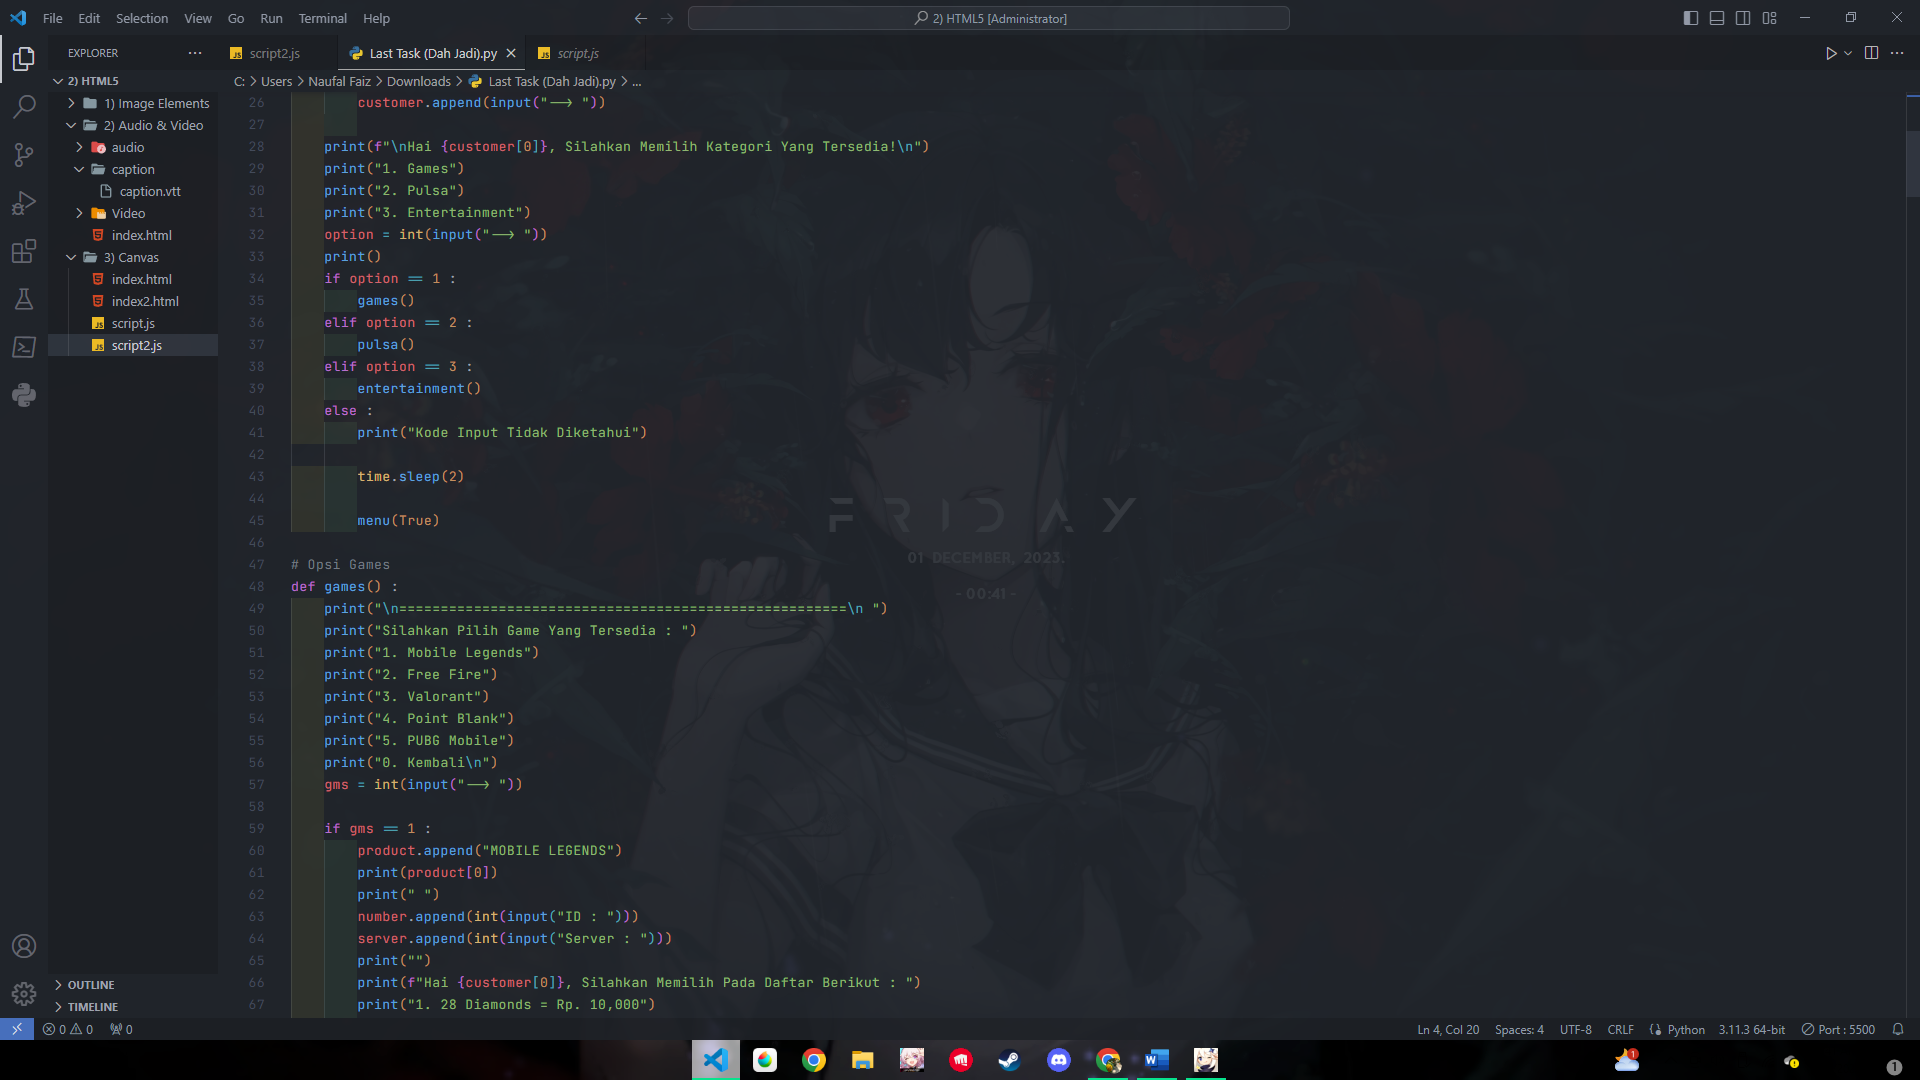 File Edit Selection View Go Run Terminal Help
2) HTML5 [Administrator]
EXPLORER
script2.js
Last Task (Dah Jadi).py
script.js
2) HTML5
C: > Users > Naufal Faiz > Downloads > Last Task (Dah Jadi).py > ...
1) Image Elements
2) Audio & Video
audio
caption
caption.vtt
Video
index.html
3) Canvas
index.html
index2.html
script.js
script2.js
OUTLINE
TIMELINE
26 customer.append(input("--> "))
27
28 print(f"\nHai {customer[0]}, Silahkan Memilih Kategori Yang Tersedia!\n")
29 print("1. Games")
30 print("2. Pulsa")
31 print("3. Entertainment")
32 option = int(input("--> "))
33 print()
34 if option == 1 :
35 games()
36 elif option == 2 :
37 pulsa()
38 elif option == 3 :
39 entertainment()
40 else :
41 print("Kode Input Tidak Diketahui")
42
43 time.sleep(2)
44
45 menu(True)
46
47 # Opsi Games
48 def games() :
49 print("\n======================================================\n ")
50 print("Silahkan Pilih Game Yang Tersedia : ")
51 print("1. Mobile Legends")
52 print("2. Free Fire")
53 print("3. Valorant")
54 print("4. Point Blank")
55 print("5. PUBG Mobile")
56 print("0. Kembali\n")
57 gms = int(input("--> "))
58
59 if gms == 1 :
60 product.append("MOBILE LEGENDS")
61 print(product[0])
62 print(" ")
63 number.append(int(input("ID : ")))
64 server.append(int(input("Server : ")))
65 print("")
66 print(f"Hai {customer[0]}, Silahkan Memilih Pada Daftar Berikut : ")
67 print("1. 28 Diamonds = Rp. 10,000")
FRIDAY
01 DECEMBER, 2023.
- 00:41 -
0 0 0
Ln 4, Col 20 Spaces: 4 UTF-8 CRLF Python 3.11.3 64-bit Port : 5500
1
1